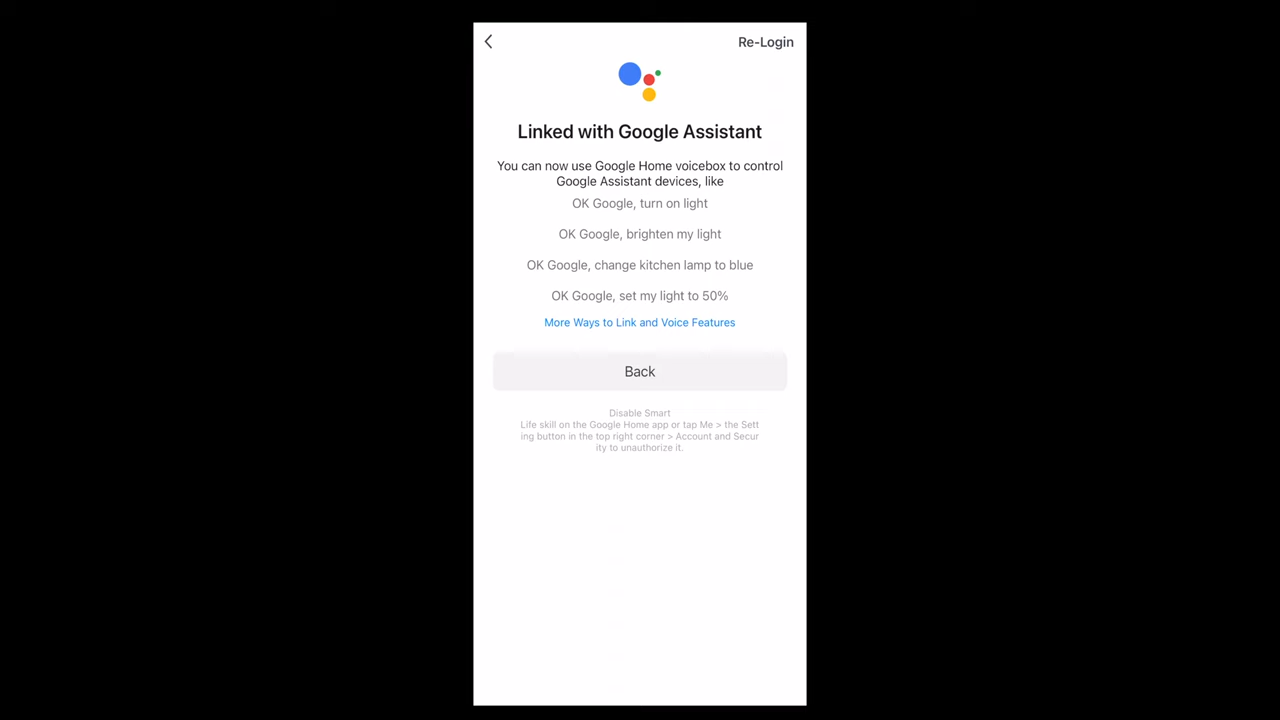 Re-Login
Linked with Google Assistant
You can now use Google Home voicebox to control
Google Assistant devices, like
OK Google, turn on light
OK Google, brighten my light
OK Google, change kitchen lamp to blue
OK Google, set my light to 50%
More Ways to Link and Voice Features
Back
Disable Smart
Life skill on the Google Home app or tap Me > the Sett
ing button in the top right corner > Account and Secur
ity to unauthorize it.